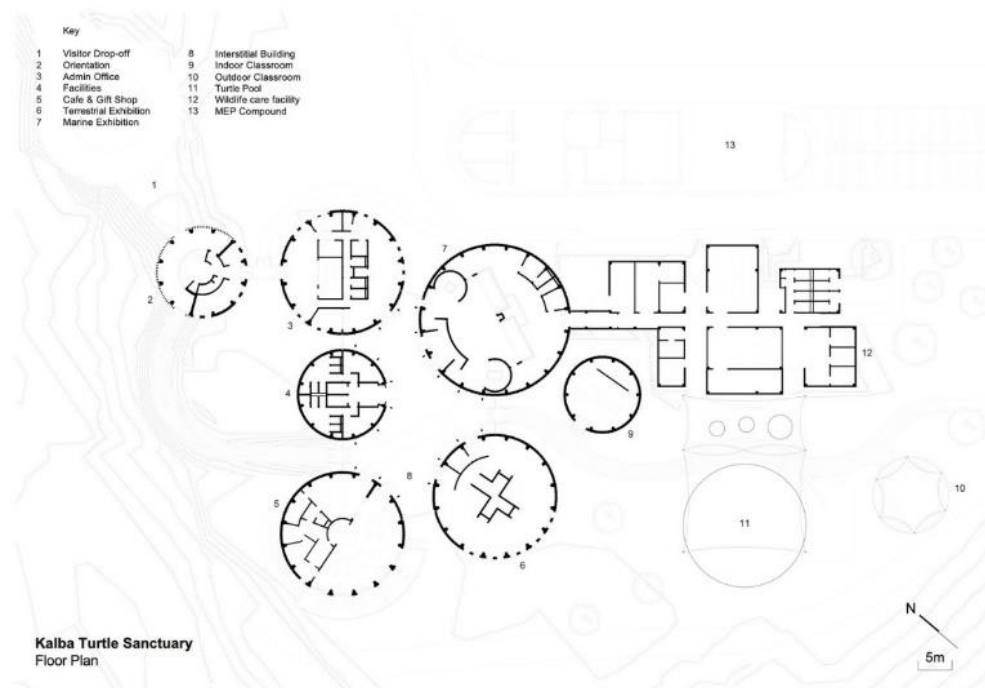 Key
1 Visitor Drop-off
2 Orientation
3 Admin Office
4 Facilities
5 Cafe & Gift Shop
6 Terrestrial Exhibition
7 Marine Exhibition
8 Interstitial Building
9 Indoor Classroom
10 Outdoor Classroom
11 Turtle Pool
12 Wildlife care facility
13 MEP Compound
13
1
7
2
3
12
4
9
8
10
5
11
6
N
5m
Kalba Turtle Sanctuary
Floor Plan